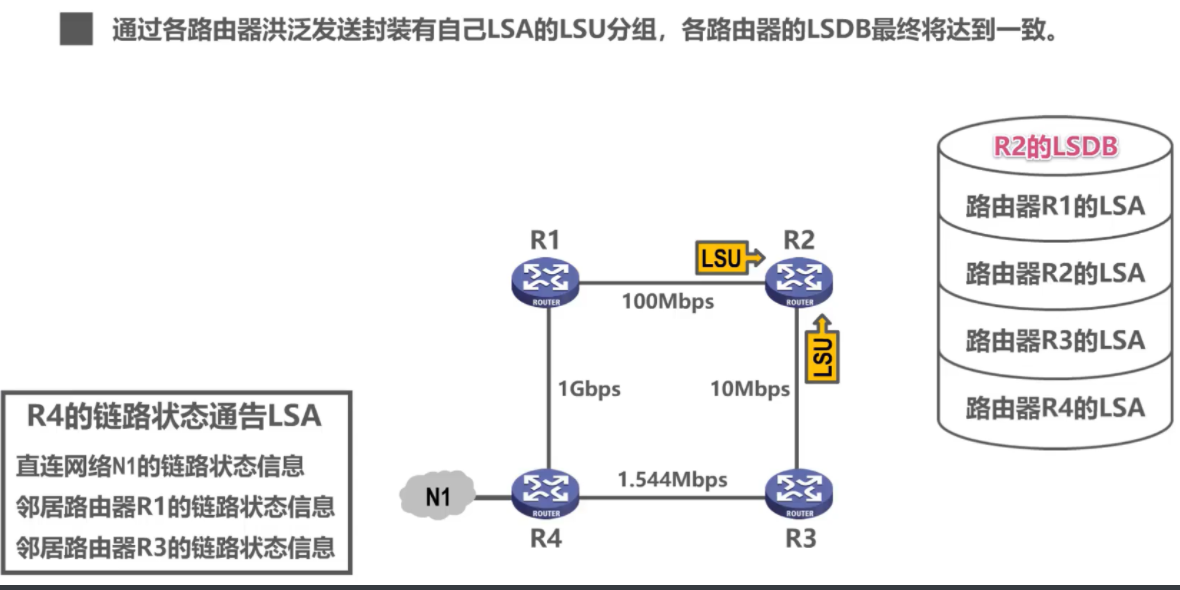 通过各路由器洪泛发送封装有自己LSA的LSU分组，各路由器的LSDB最终将达到一致。
R2的LSDB
路由器R1的LSA
路由器R2的LSA
路由器R3的LSA
路由器R4的LSA
R1
R2
LSU
ROUTER
ROUTER
100Mbps
LSU
1Gbps
10Mbps
R4的链路状态通告LSA
直连网络N1的链路状态信息
邻居路由器R1的链路状态信息
邻居路由器R3的链路状态信息
N1
1.544Mbps
ROUTER
ROUTER
R4
R3